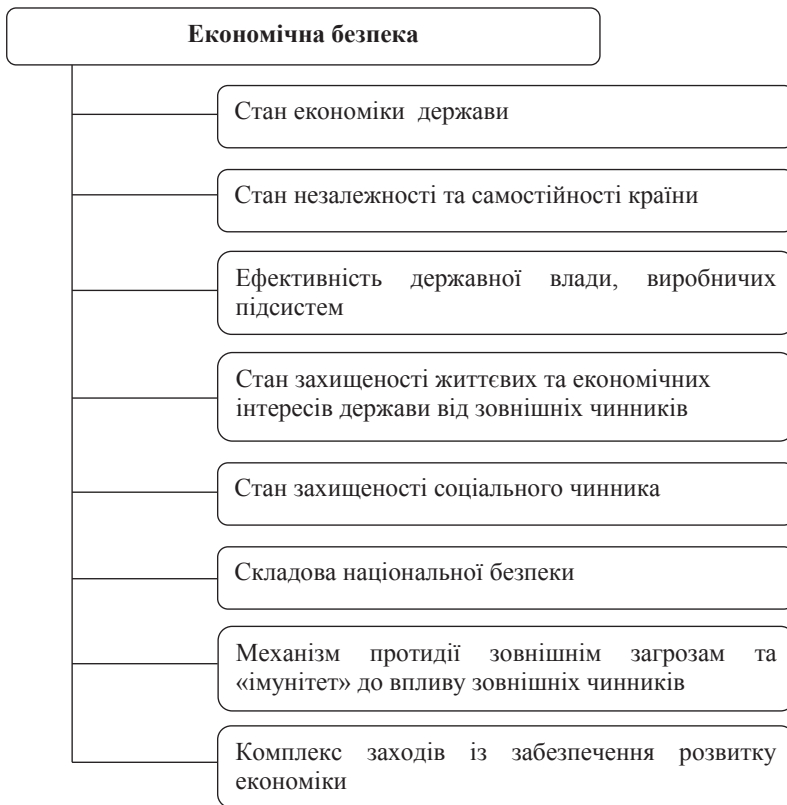 Економічна безпека
Стан економіки держави
Стан незалежності та самостійності країни
Ефективність державної влади, виробничих
підсистем
Стан захищеності життєвих та економічних
інтересів держави від зовнішніх чинників
Стан захищеності соціального чинника
Складова національної безпеки
Механізм протидії зовнішнім загрозам та
«імунітет» до впливу зовнішніх чинників
Комплекс заходів із забезпечення розвитку
економіки